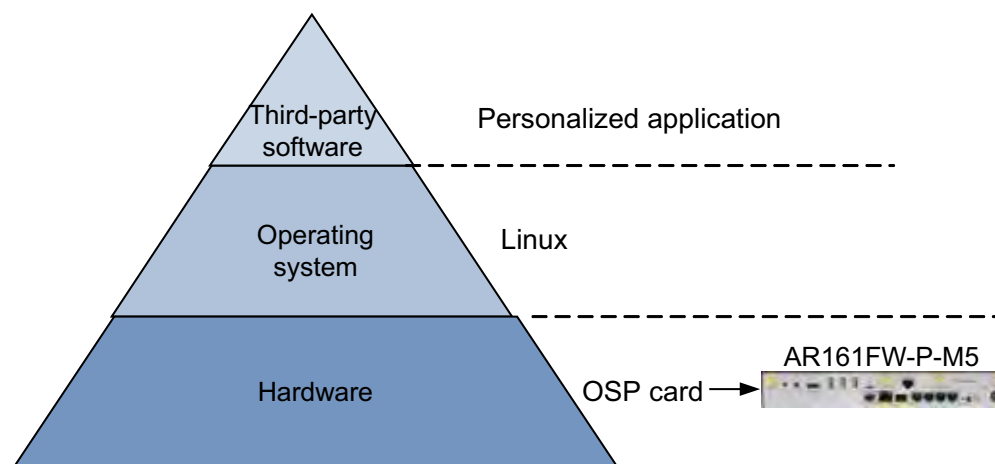 Third-party
software
Personalized application
Operating
system
Linux
Hardware
OSP card
AR161FW-P-M5